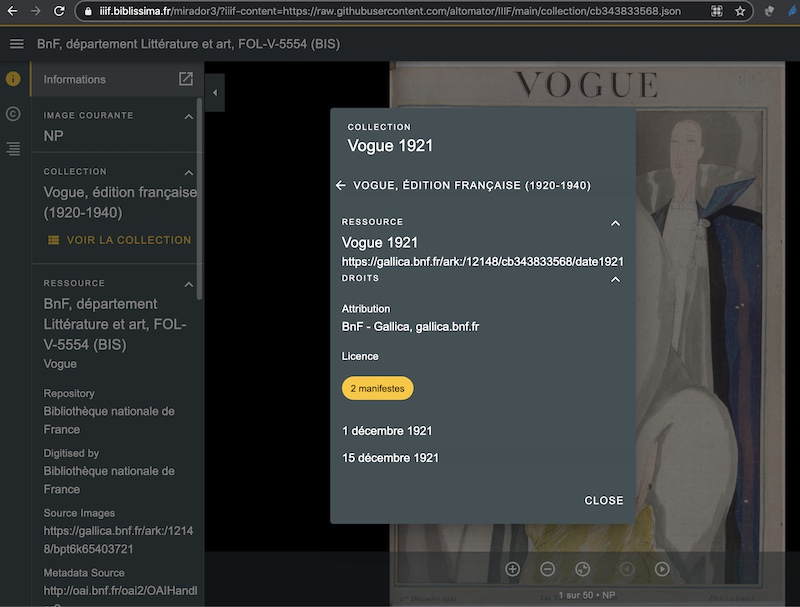 iiif.biblissima.fr/mirador3/?iiif-content=https://raw.githubusercontent.com/altomator/IIIF/main/collection/cb343833568.json
BnF, département Littérature et art, FOL-V-5554 (BIS)
Informations
IMAGE COURANTE
NP
COLLECTION
Vogue, édition française
(1920-1940)
VOIR LA COLLECTION
RESSOURCE
BnF, département
Littérature et art, FOL-
V-5554 (BIS)
Vogue
Repository
Bibliothèque nationale de
France
Digitised by
Bibliothèque nationale de
France
Source Images
https://gallica.bnf.fr/ark:/1214
8/bpt6k65403721
Metadata Source
http://oai.bnf.fr/oai2/OAIHandl
VOGUE
COLLECTION
Vogue 1921
VOGUE, ÉDITION FRANÇAISE (1920-1940)
RESSOURCE
Vogue 1921
https://gallica.bnf.fr/ark:/12148/cb343833568/date1921
DROITS
Attribution
BnF - Gallica, gallica.bnf.fr
Licence
2 manifestes
1 décembre 1921
15 décembre 1921
CLOSE
1 sur 50 • NP